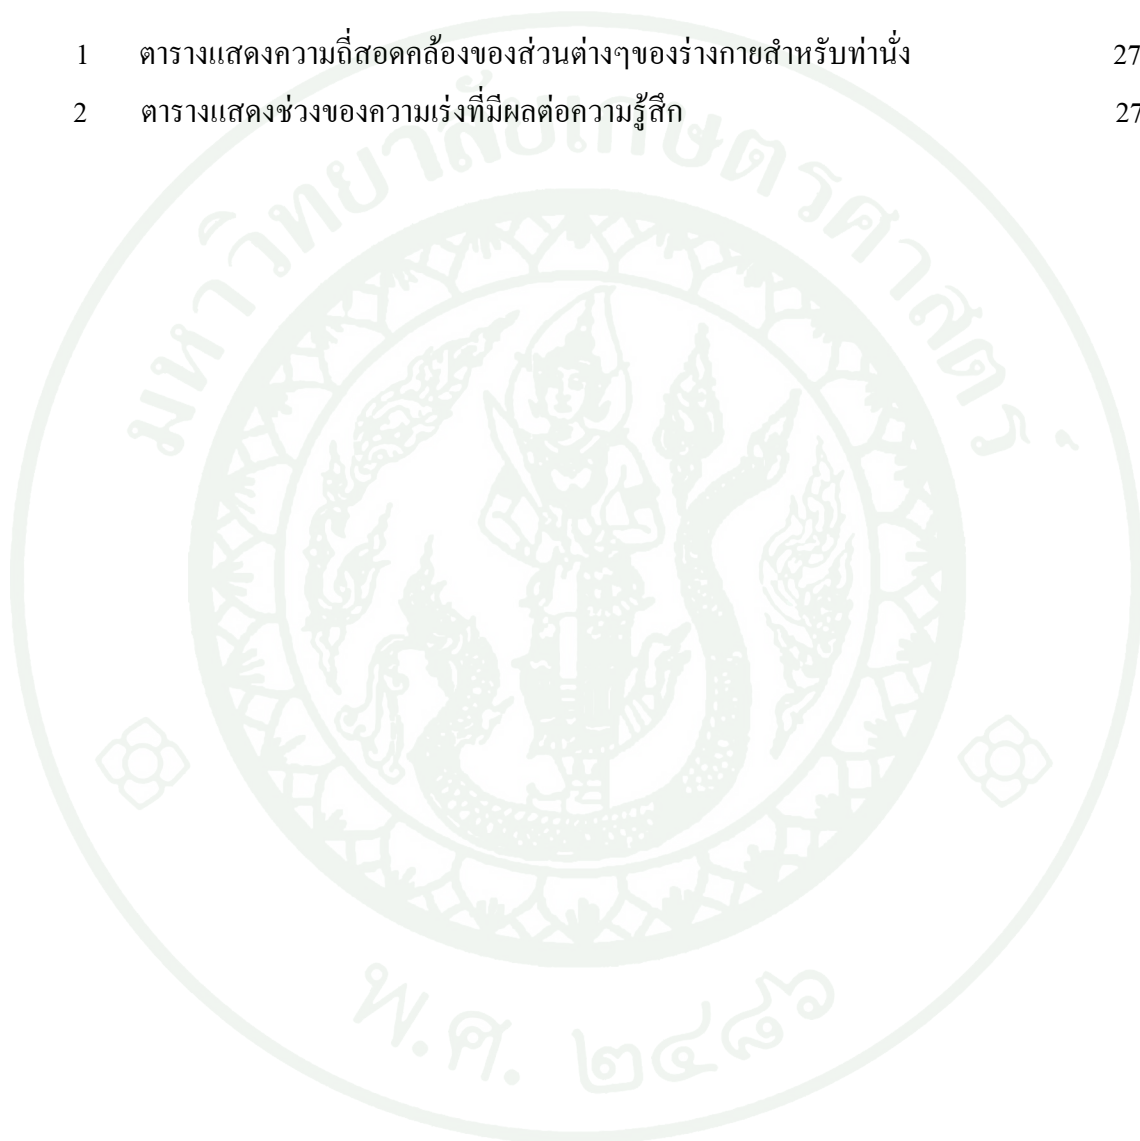 1 ตารางแสดงความถี่สอดคล้องของส่วนต่างๆของร่างกายสำหรับท่านั่ง 27
2 ตารางแสดงช่วงของความเร่งที่มีผลต่อความรู้สึก 27
มหาวิทยาลัยเกษตรศาสตร์
พ.ศ. ๒๔๘๖